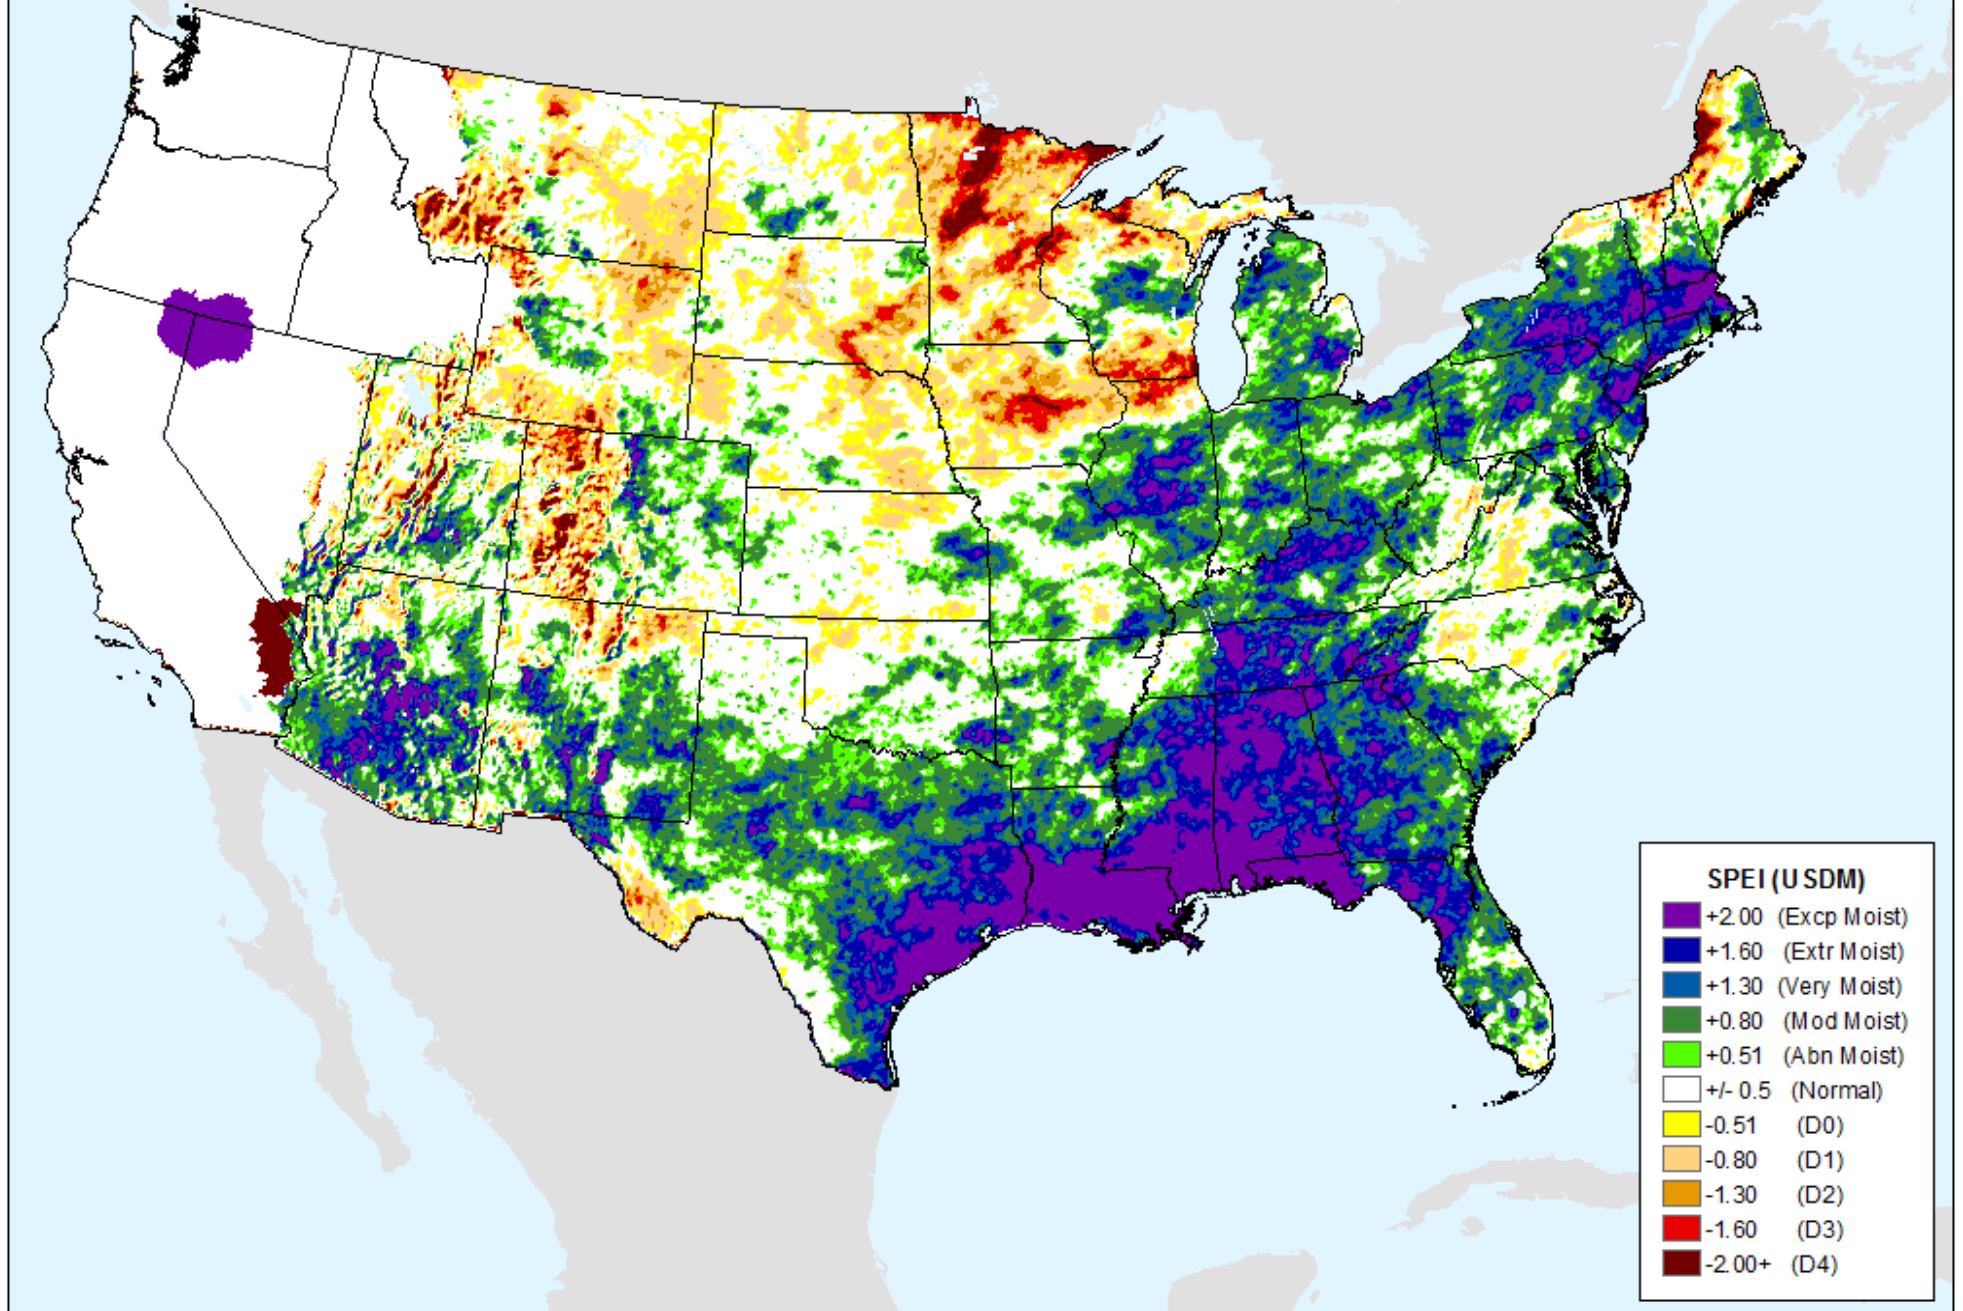 SPEI (USDM)
+2.00 (Excp Moist)
+1.60 (Extr Moist)
+1.30 (Very Moist)
+0.80 (Mod Moist)
+0.51 (Abn Moist)
+/- 0.5 (Normal)
-0.51 (D0)
-0.80 (D1)
-1.30 (D2)
-1.60 (D3)
-2.00+ (D4)